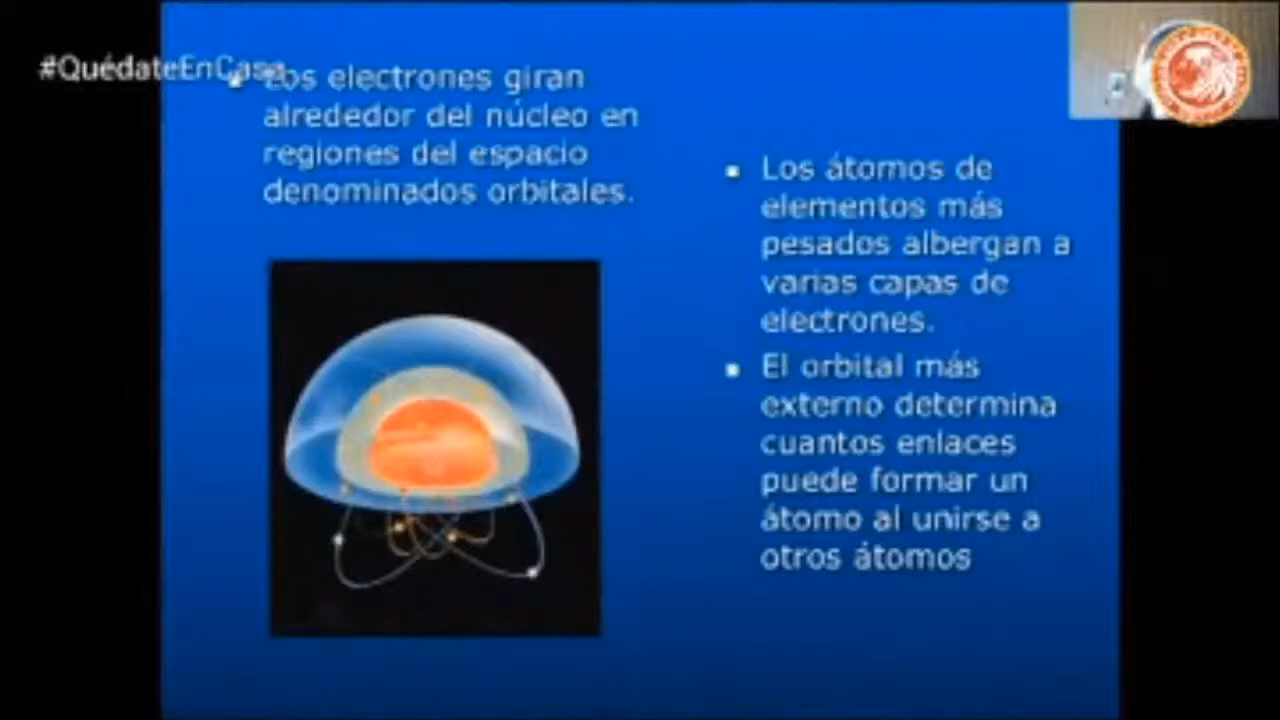 #QuédateEnCasa
Los electrones giran
alrededor del núcleo en
regiones del espacio
denominados orbitales.
Los átomos de
elementos más
pesados albergan a
varias capas de
electrones.
El orbital más
externo determina
cuantos enlaces
puede formar un
átomo al unirse a
otros átomos